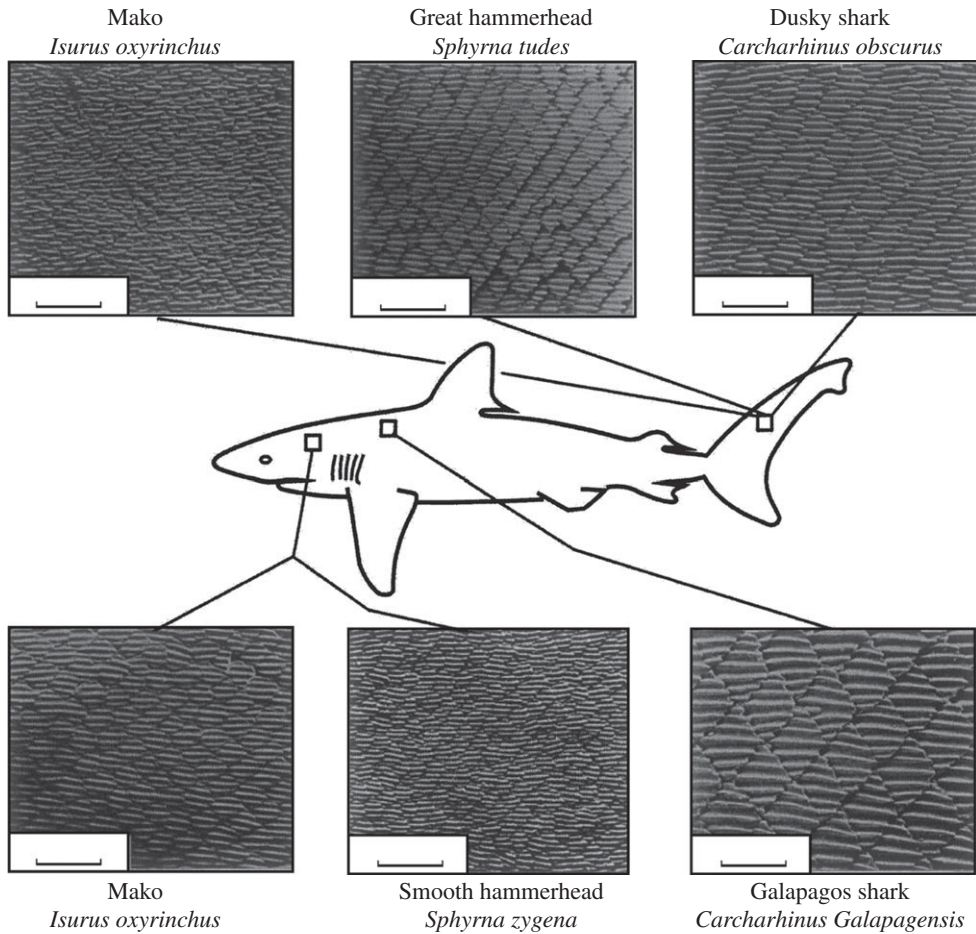 Mako
Isurus oxyrinchus
Great hammerhead
Sphyrna tudes
Dusky shark
Carcharhinus obscurus
Mako
Isurus oxyrinchus
Smooth hammerhead
Sphyrna zygena
Galapagos shark
Carcharhinus Galapagensis